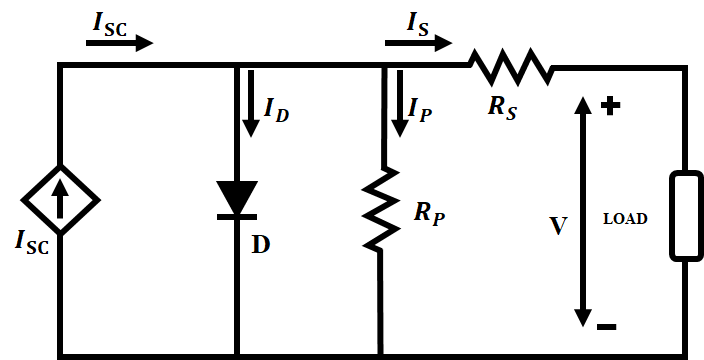 I_SC
I_S
I_D
I_P
R_S
+
R_P
V
LOAD
I_SC
D
−